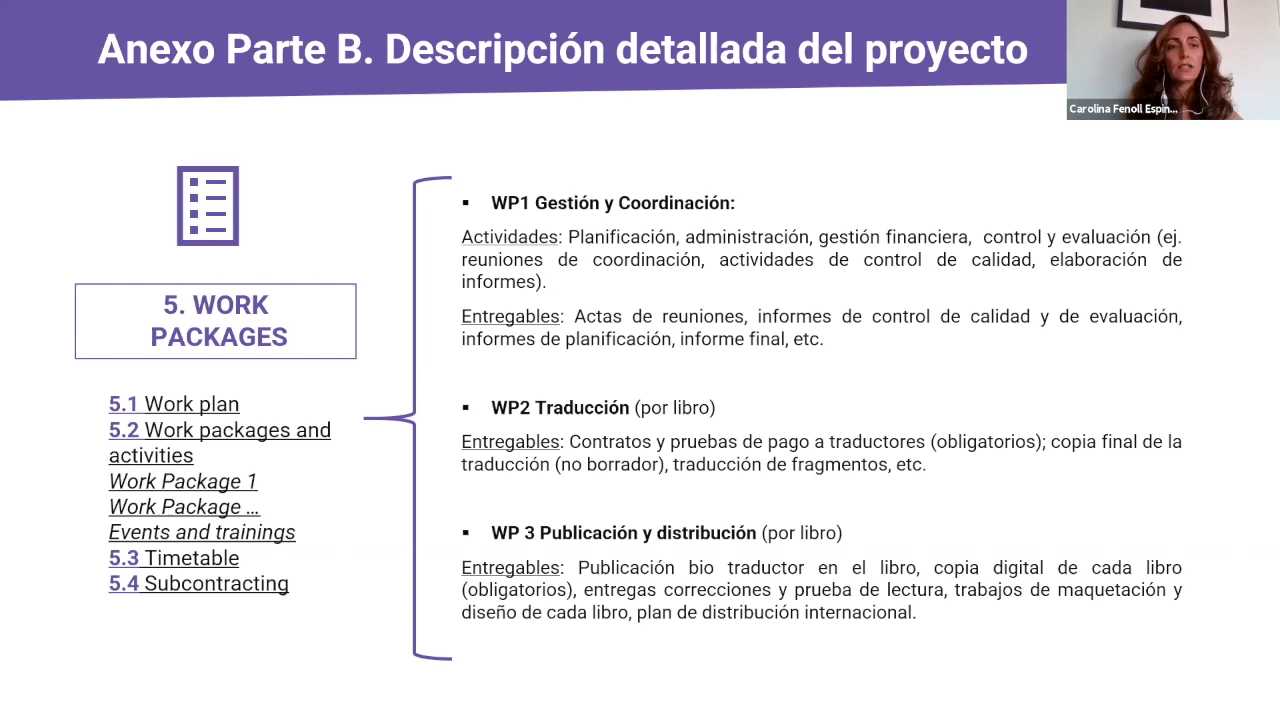 Anexo Parte B. Descripción detallada del proyecto
Carolina Fenoll Espin...
5. WORK
PACKAGES
5.1 Work plan
5.2 Work packages and
activities
Work Package 1
Work Package ...
Events and trainings
5.3 Timetable
5.4 Subcontracting
▪ WP1 Gestión y Coordinación:
Actividades: Planificación, administración, gestión financiera, control y evaluación (ej.
reuniones de coordinación, actividades de control de calidad, elaboración de
informes).
Entregables: Actas de reuniones, informes de control de calidad y de evaluación,
informes de planificación, informe final, etc.
▪ WP2 Traducción (por libro)
Entregables: Contratos y pruebas de pago a traductores (obligatorios); copia final de la
traducción (no borrador), traducción de fragmentos, etc.
▪ WP 3 Publicación y distribución (por libro)
Entregables: Publicación bio traductor en el libro, copia digital de cada libro
(obligatorios), entregas correcciones y prueba de lectura, trabajos de maquetación y
diseño de cada libro, plan de distribución internacional.